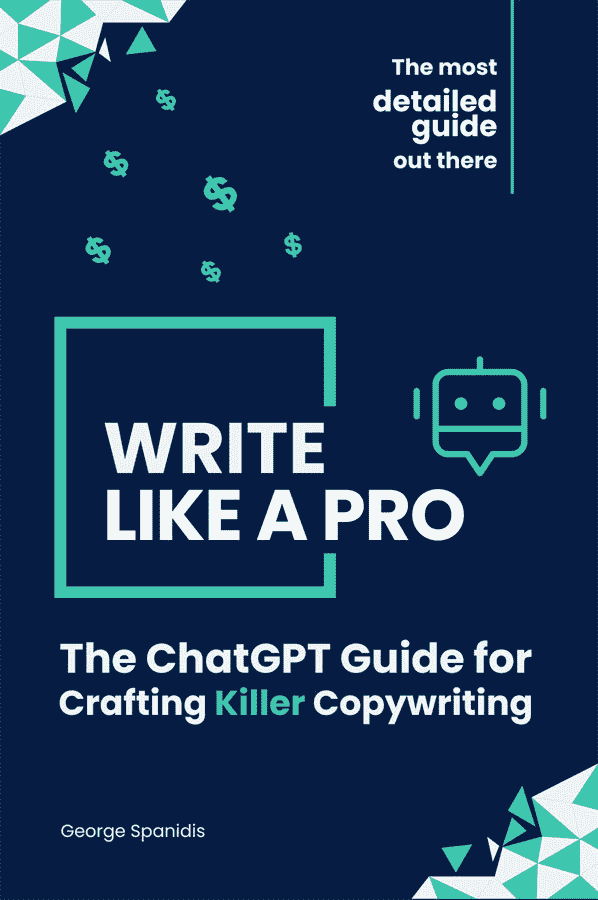 The most
detailed
guide
out there
$
$
$
$
$
$
WRITE
LIKE A PRO
The ChatGPT Guide for
Crafting Killer Copywriting
George Spanidis